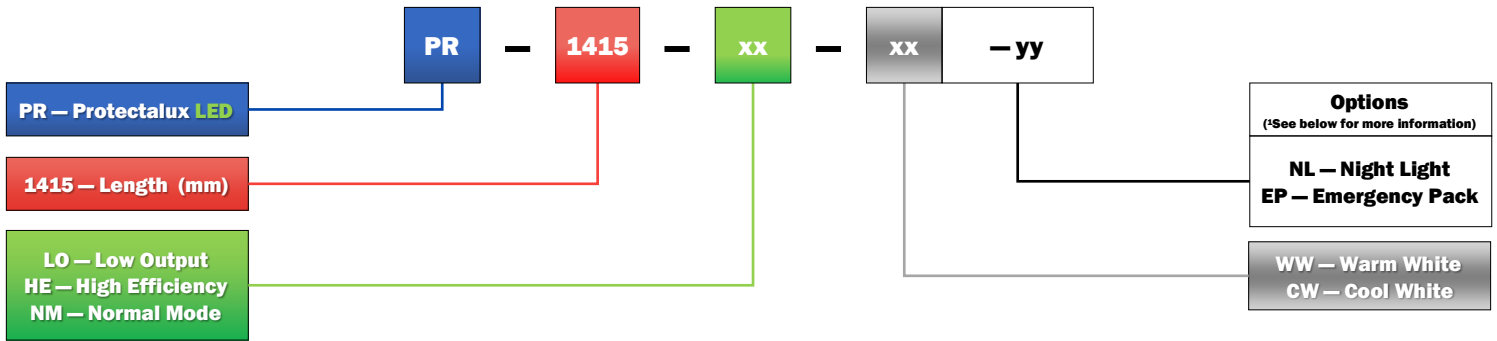 PR — 1415 — xx — xx — yy
PR — Protectalux LED
1415 — Length (mm)
LO — Low Output
HE — High Efficiency
NM — Normal Mode
Options
(¹See below for more information)
NL — Night Light
EP — Emergency Pack
WW — Warm White
CW — Cool White